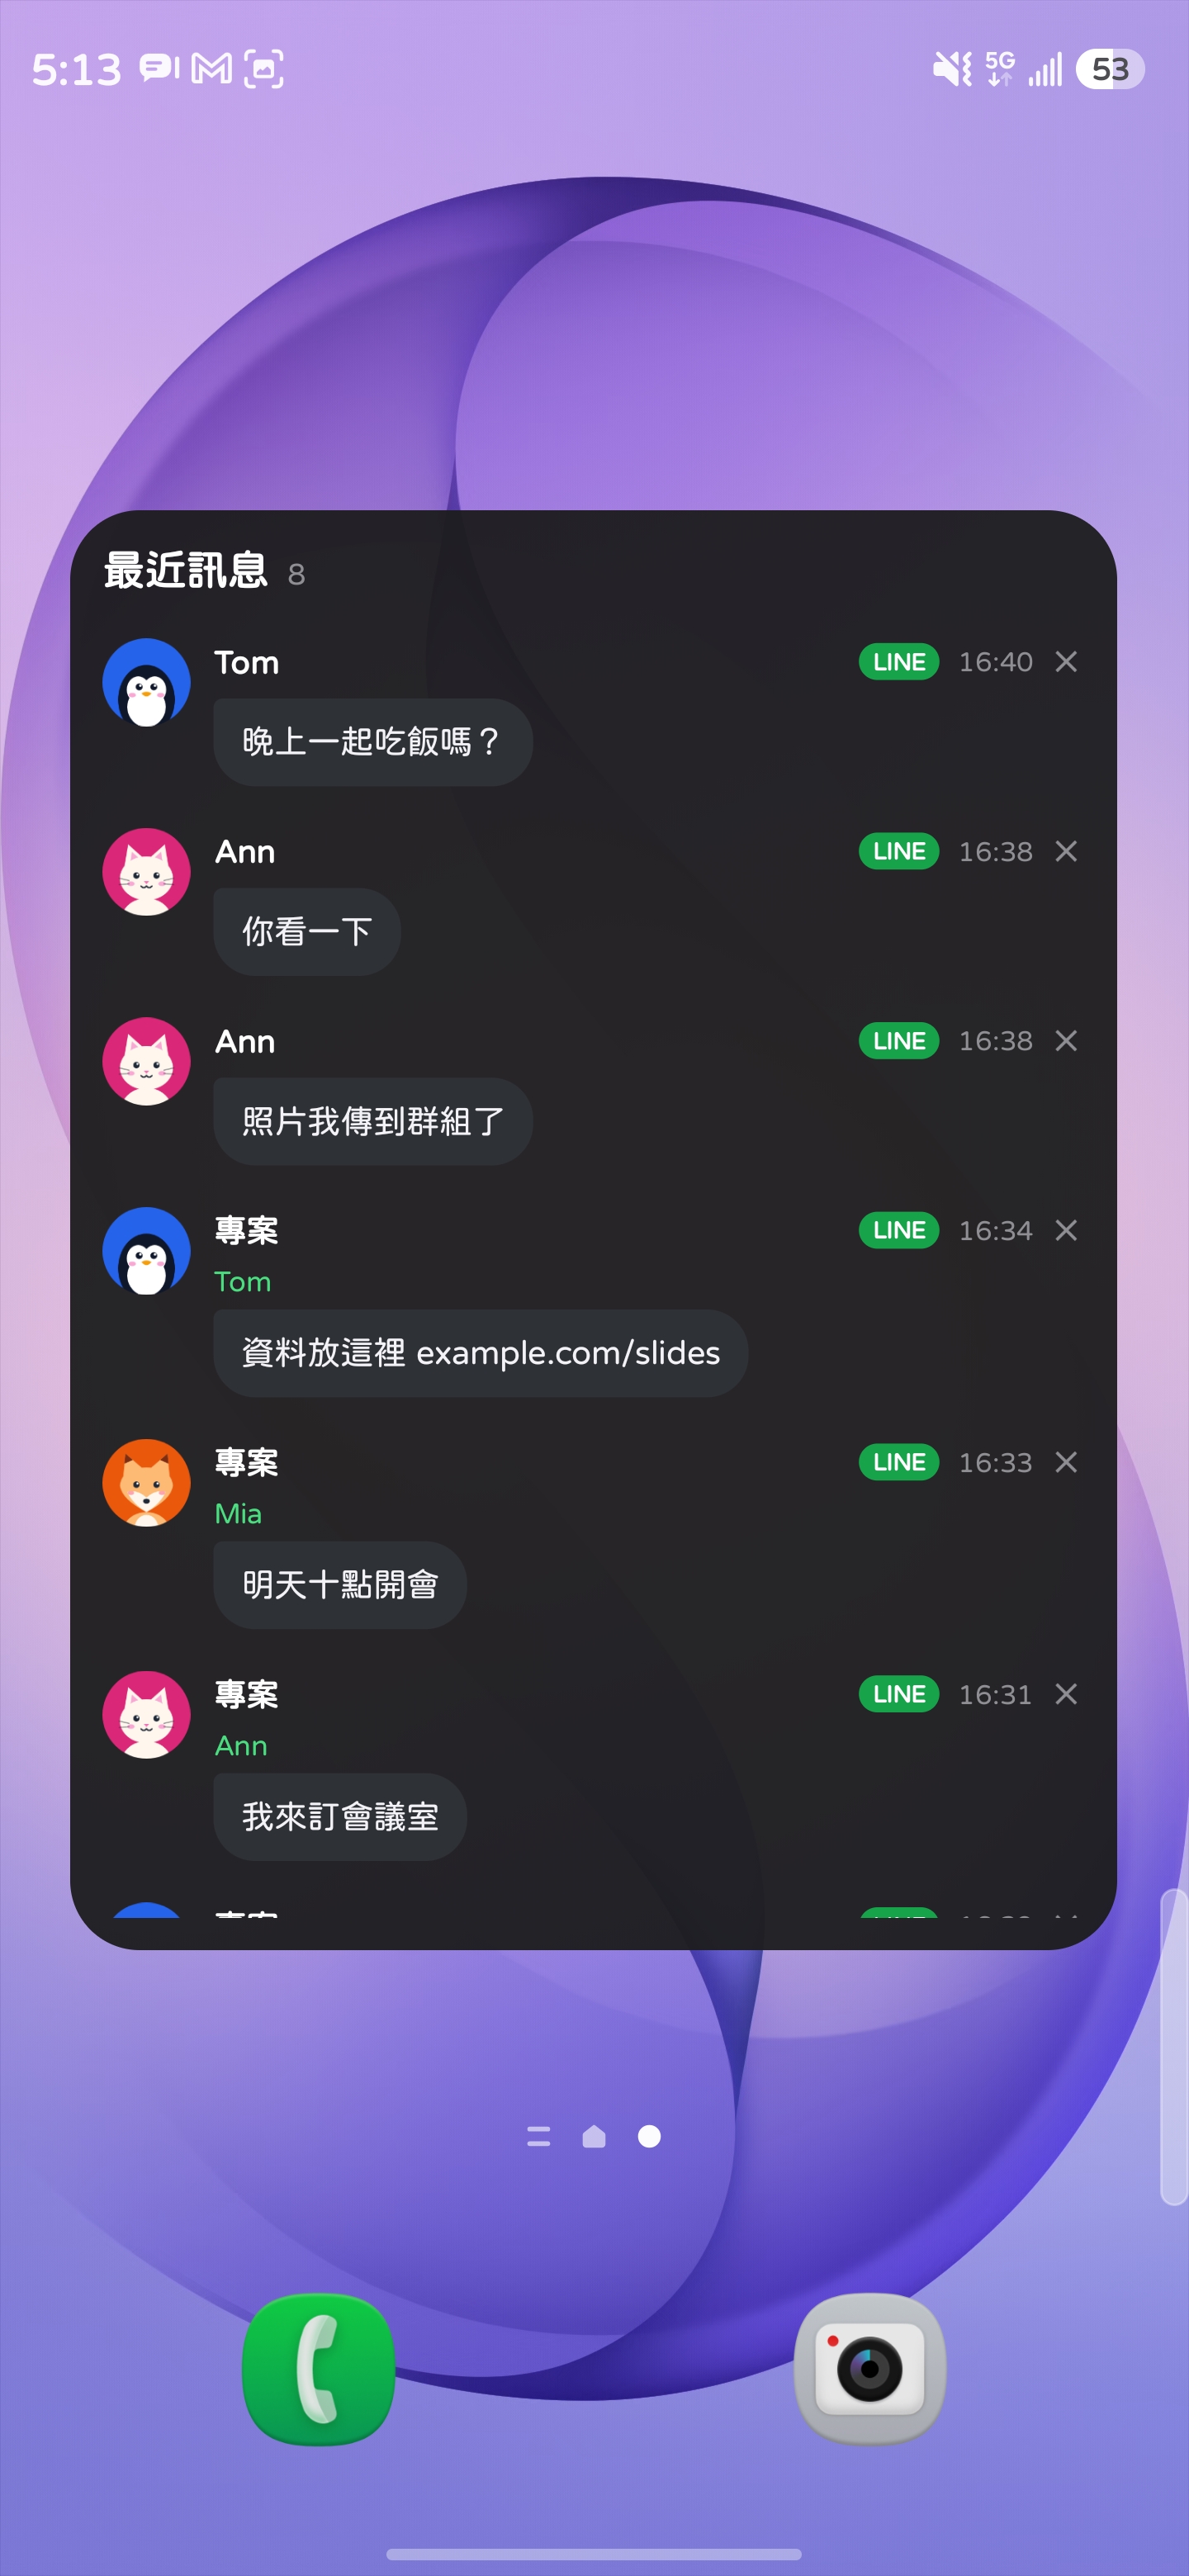 5:13
5G
53
最近訊息 8
Tom LINE 16:40
晚上一起吃飯嗎？
Ann LINE 16:38
你看一下
Ann LINE 16:38
照片我傳到群組了
專案 LINE 16:34
Tom
資料放這裡 example.com/slides
專案 LINE 16:33
Mia
明天十點開會
專案 LINE 16:31
Ann
我來訂會議室